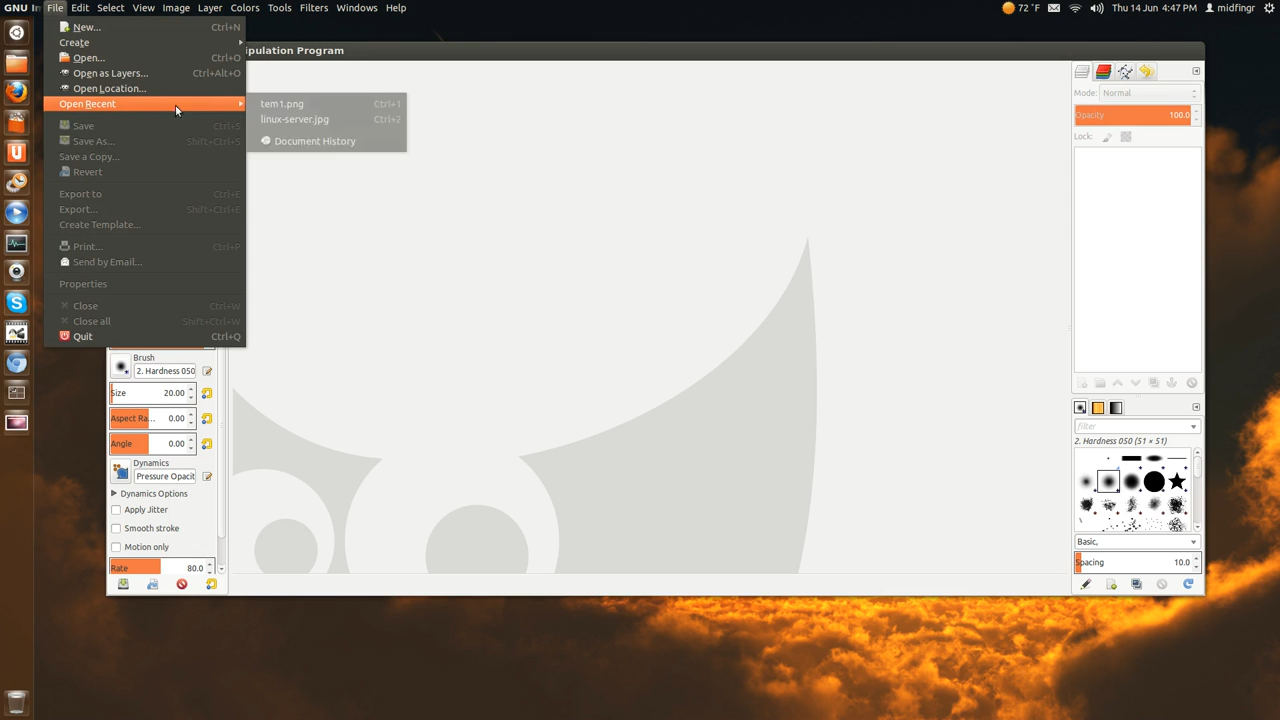 GNU Im File Edit Select View Image Layer Colors Tools Filters Windows Help 72 °F Thu 14 Jun 4:47 PM midfingr
ipulation Program
New... Ctrl+N
Create
Open... Ctrl+O
Open as Layers... Ctrl+Alt+O
Open Location...
Open Recent
tem1.png Ctrl+1
linux-server.jpg Ctrl+2
Document History
Save Ctrl+S
Save As... Shift+Ctrl+S
Save a Copy...
Revert
Export to Ctrl+E
Export... Shift+Ctrl+E
Create Template...
Print... Ctrl+P
Send by Email...
Properties
Close Ctrl+W
Close all Shift+Ctrl+W
Quit Ctrl+Q
Brush
2. Hardness 050
Size 20.00
Aspect Ra... 0.00
Angle 0.00
Dynamics
Pressure Opacit
Dynamics Options
Apply Jitter
Smooth stroke
Motion only
Rate 80.0
Mode: Normal
Opacity 100.0
Lock:
filter
2. Hardness 050 (51 × 51)
Basic,
Spacing 10.0